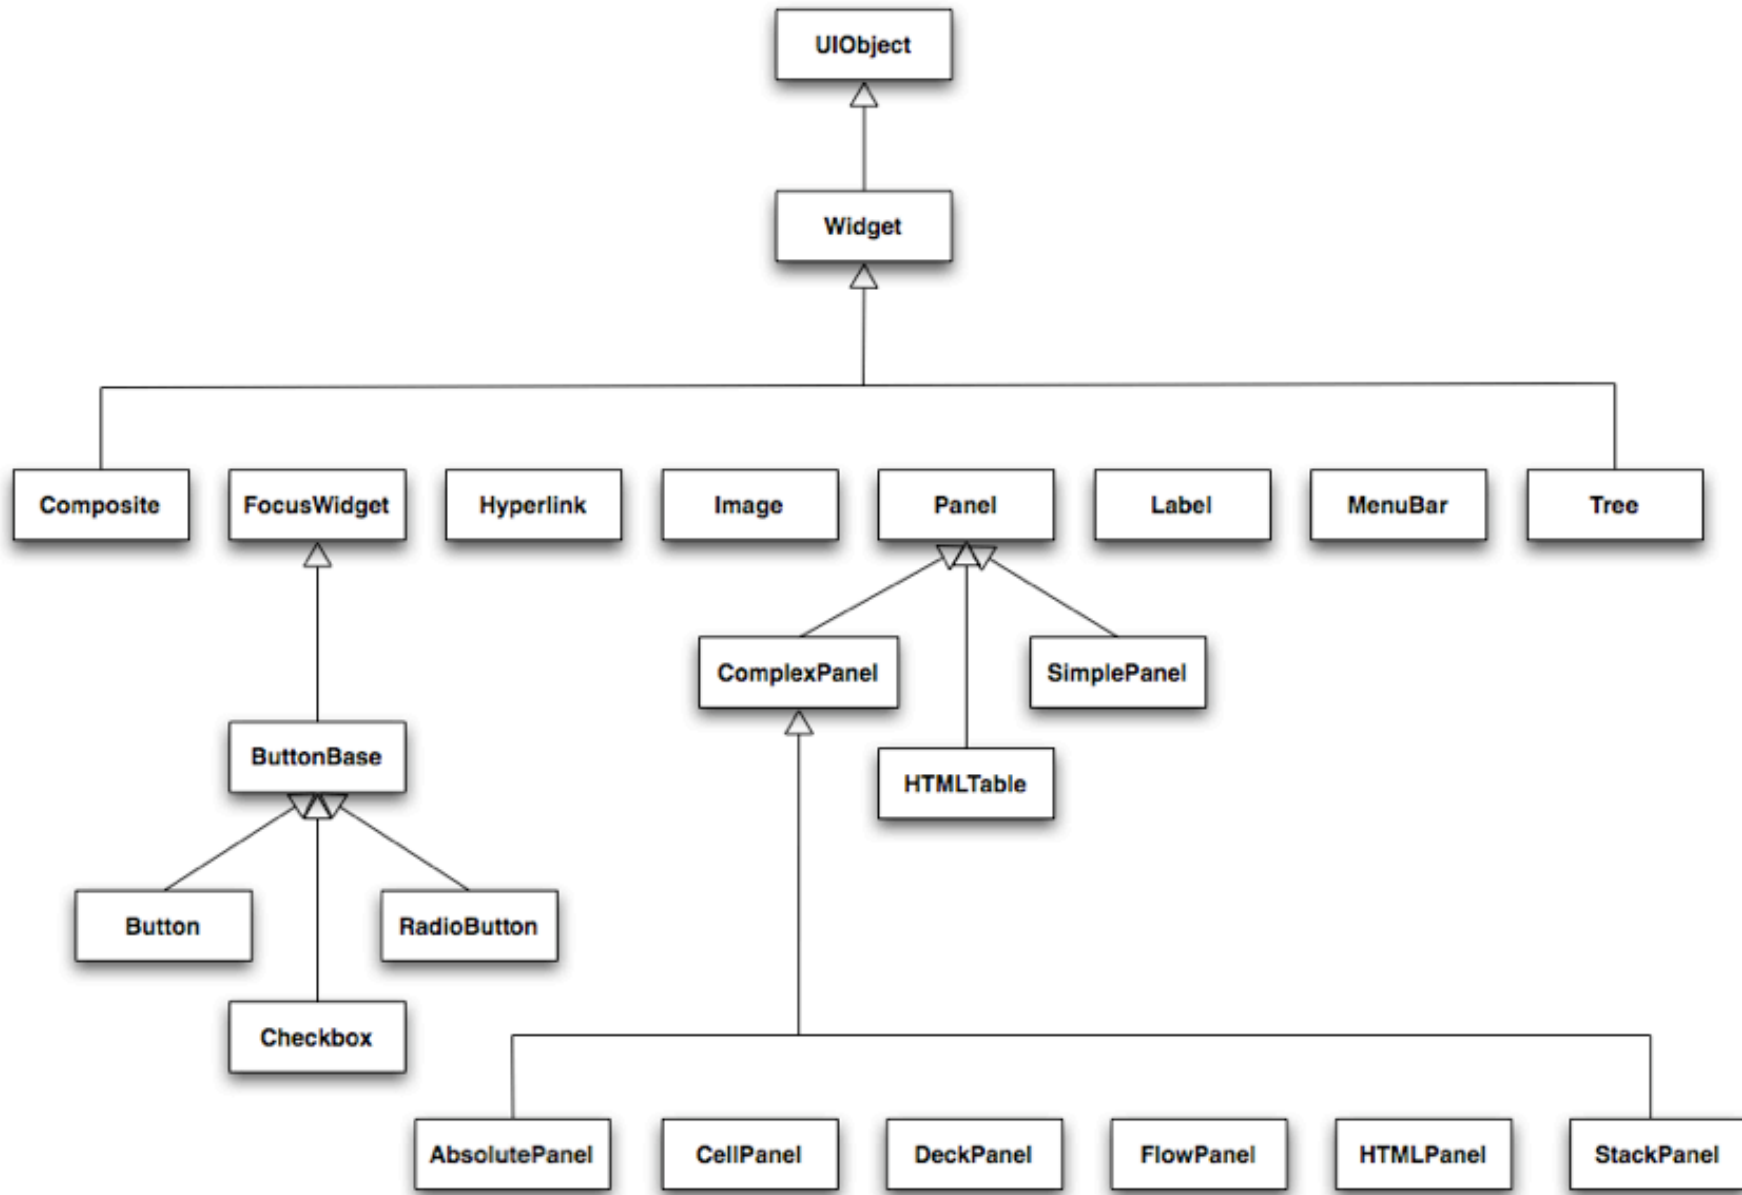 UIObject
Widget
Composite
FocusWidget
Hyperlink
Image
Panel
Label
MenuBar
Tree
ComplexPanel
SimplePanel
ButtonBase
HTMLTable
Button
RadioButton
Checkbox
AbsolutePanel
CellPanel
DeckPanel
FlowPanel
HTMLPanel
StackPanel